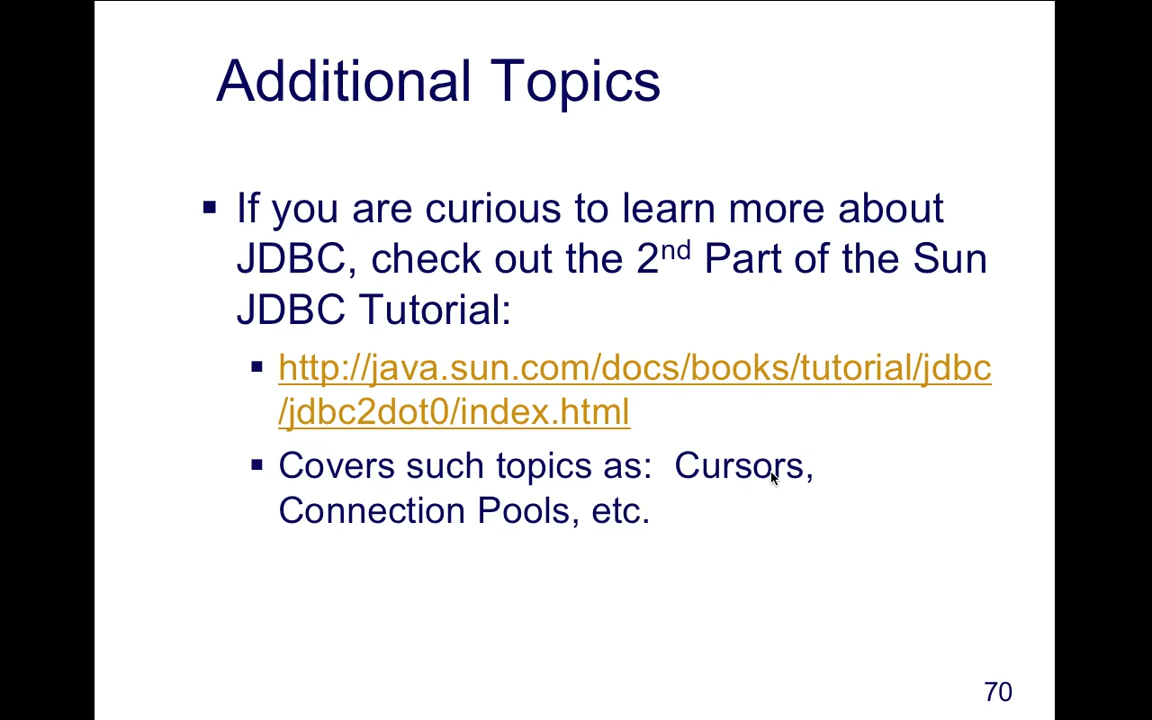 Additional Topics
▪ If you are curious to learn more about
JDBC, check out the 2nd Part of the Sun
JDBC Tutorial:
▪ http://java.sun.com/docs/books/tutorial/jdbc
/jdbc2dot0/index.html
▪ Covers such topics as:  Cursors,
Connection Pools, etc.
70